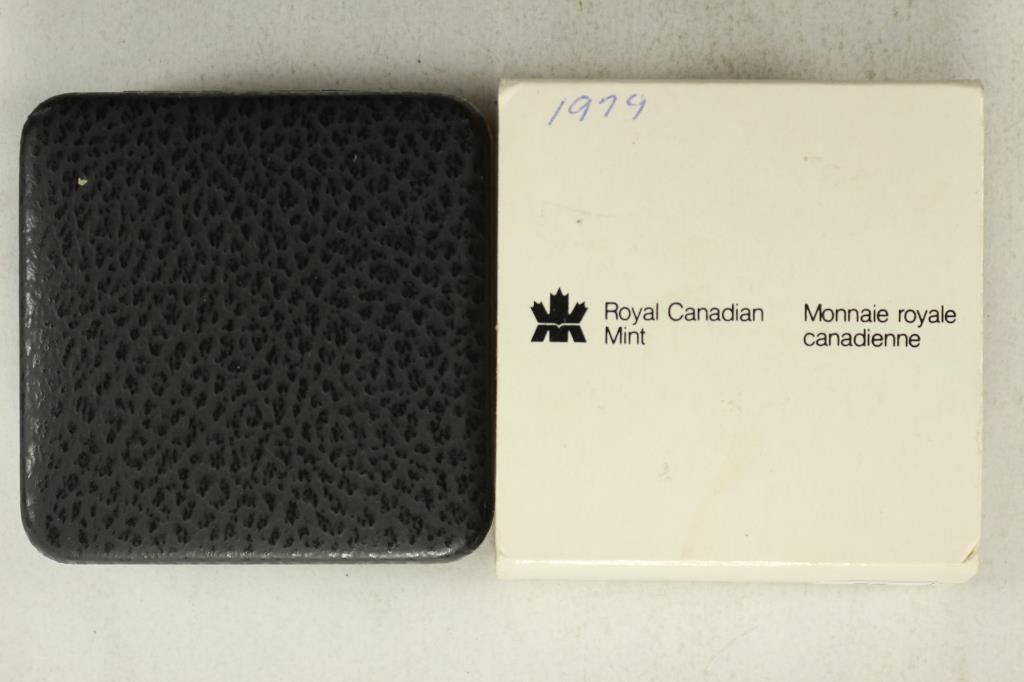 1979
Royal Canadian
Mint
Monnaie royale
canadienne